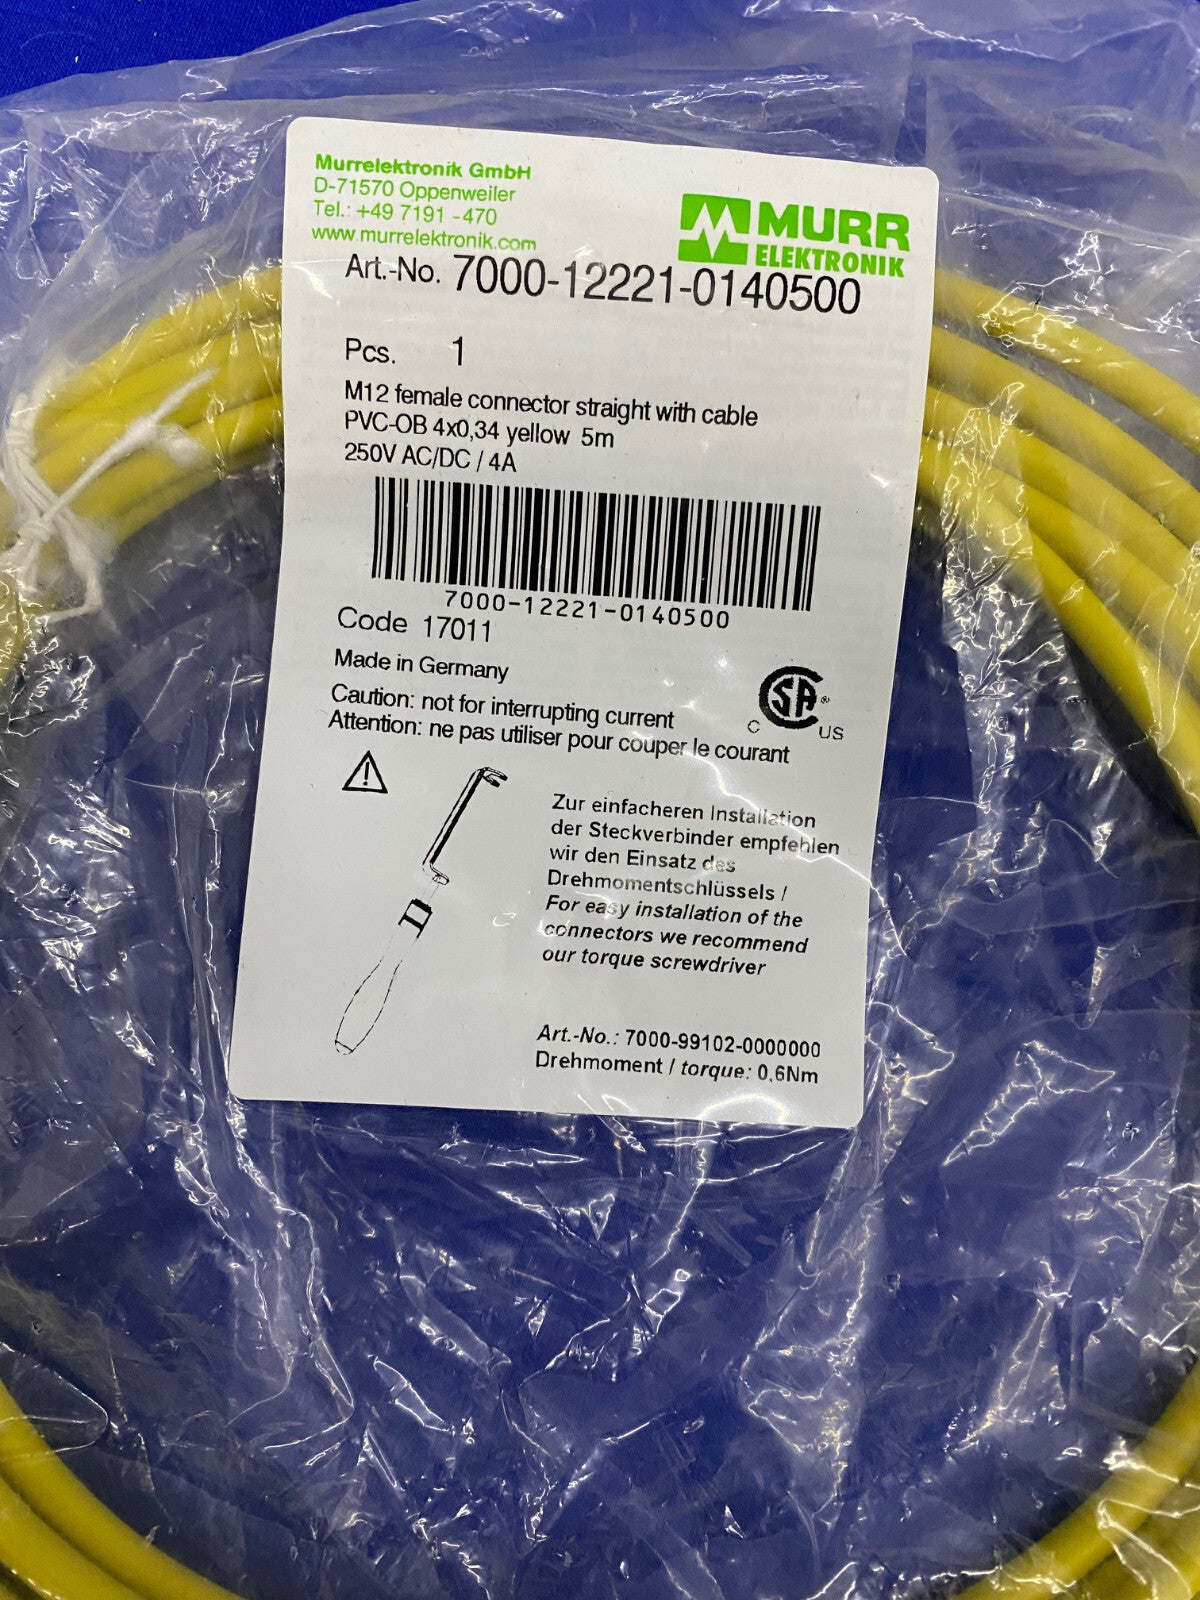 Murrelektronik GmbH
D-71570 Oppenweiler
Tel.: +49 7191 -470
www.murrelektronik.com
MURR
ELEKTRONIK
Art.-No. 7000-12221-0140500
Pcs. 1
M12 female connector straight with cable
PVC-OB 4x0,34 yellow 5m
250V AC/DC / 4A
7000-12221-0140500
Code 17011
Made in Germany
Caution: not for interrupting current
Attention: ne pas utiliser pour couper le courant
C SA ® US
Zur einfacheren Installation
der Steckverbinder empfehlen
wir den Einsatz des
Drehmomentschlüssels /
For easy installation of the
connectors we recommend
our torque screwdriver
Art.-No.: 7000-99102-0000000
Drehmoment / torque: 0,6Nm